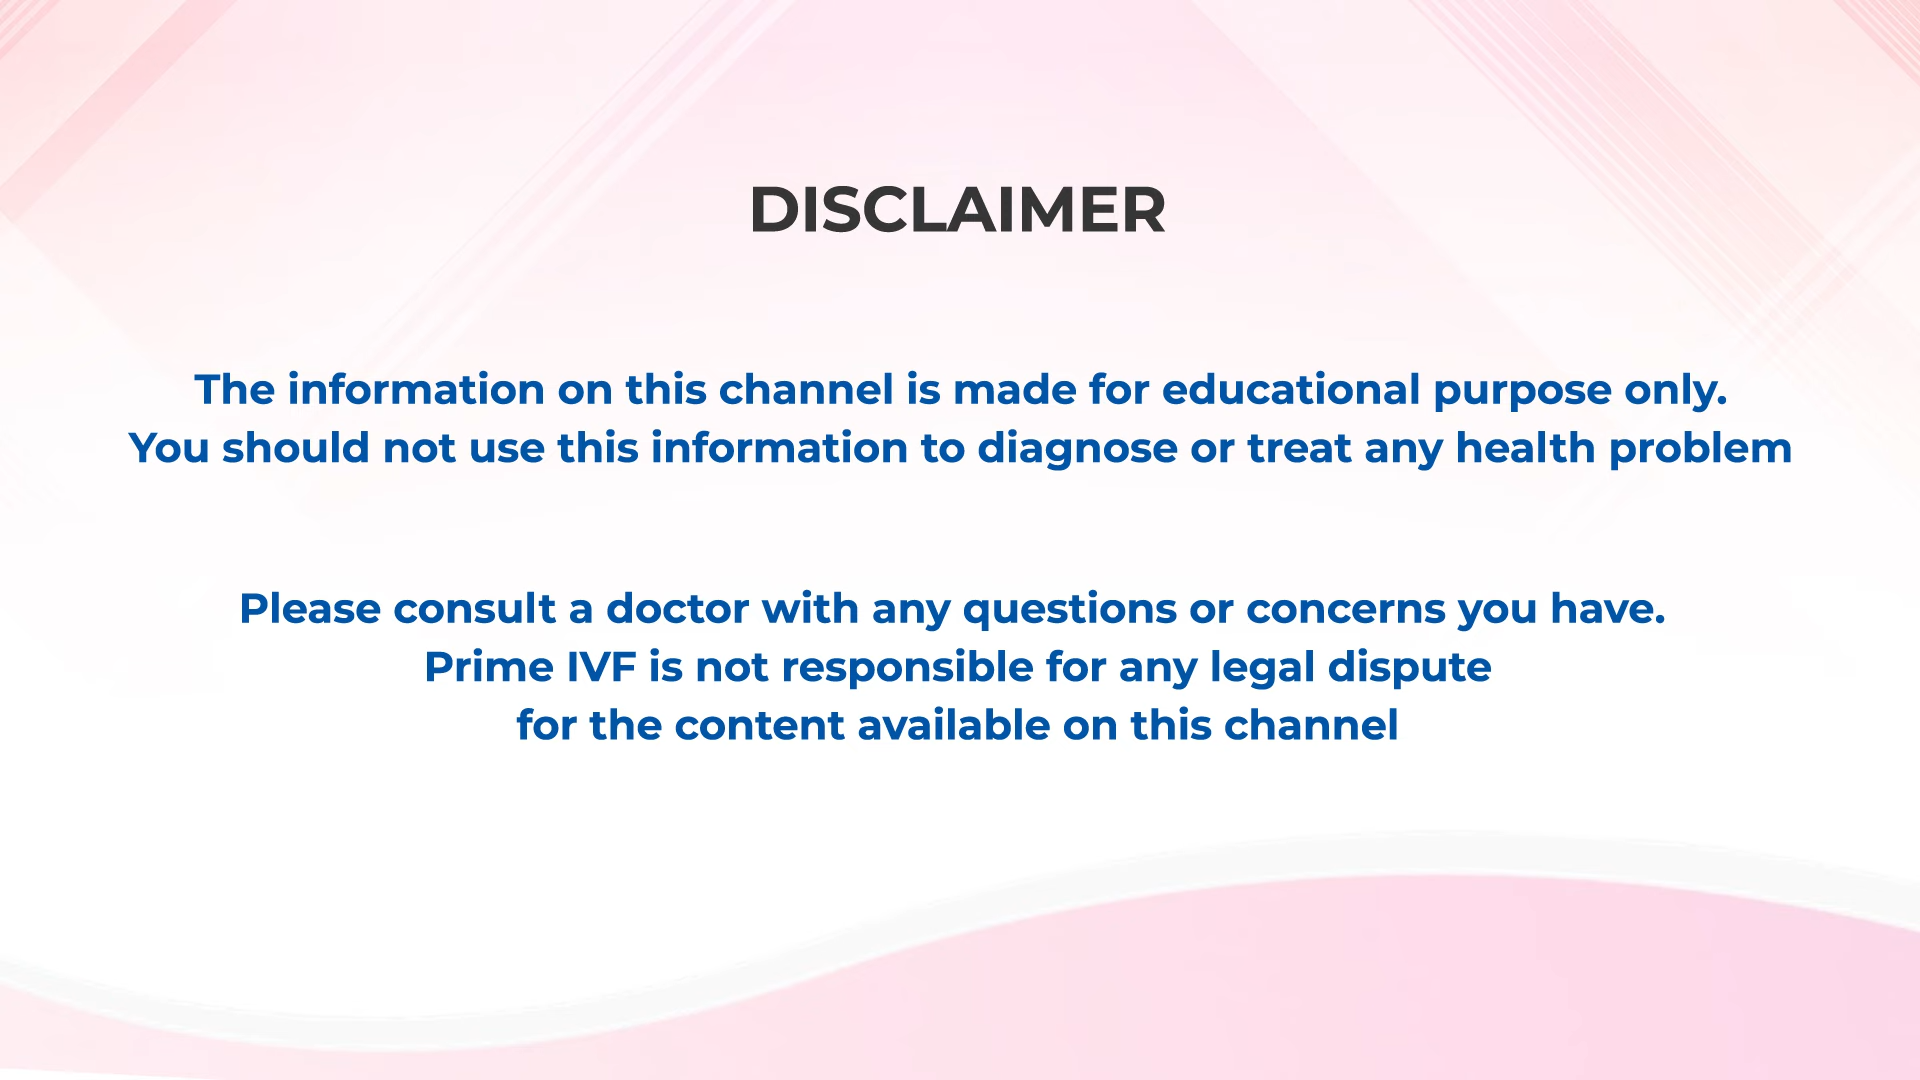 DISCLAIMER
The information on this channel is made for educational purpose only.
You should not use this information to diagnose or treat any health problem
Please consult a doctor with any questions or concerns you have.
Prime IVF is not responsible for any legal dispute
for the content available on this channel